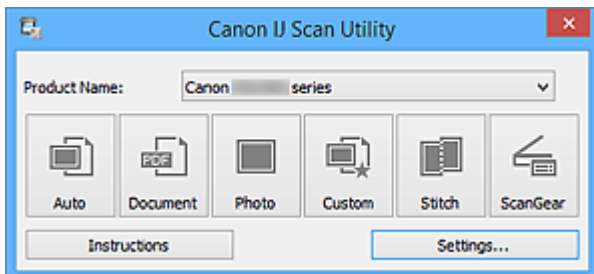 Canon IJ Scan Utility
Product Name: Canon series
PDF
Auto Document Photo Custom Stitch ScanGear
Instructions Settings...